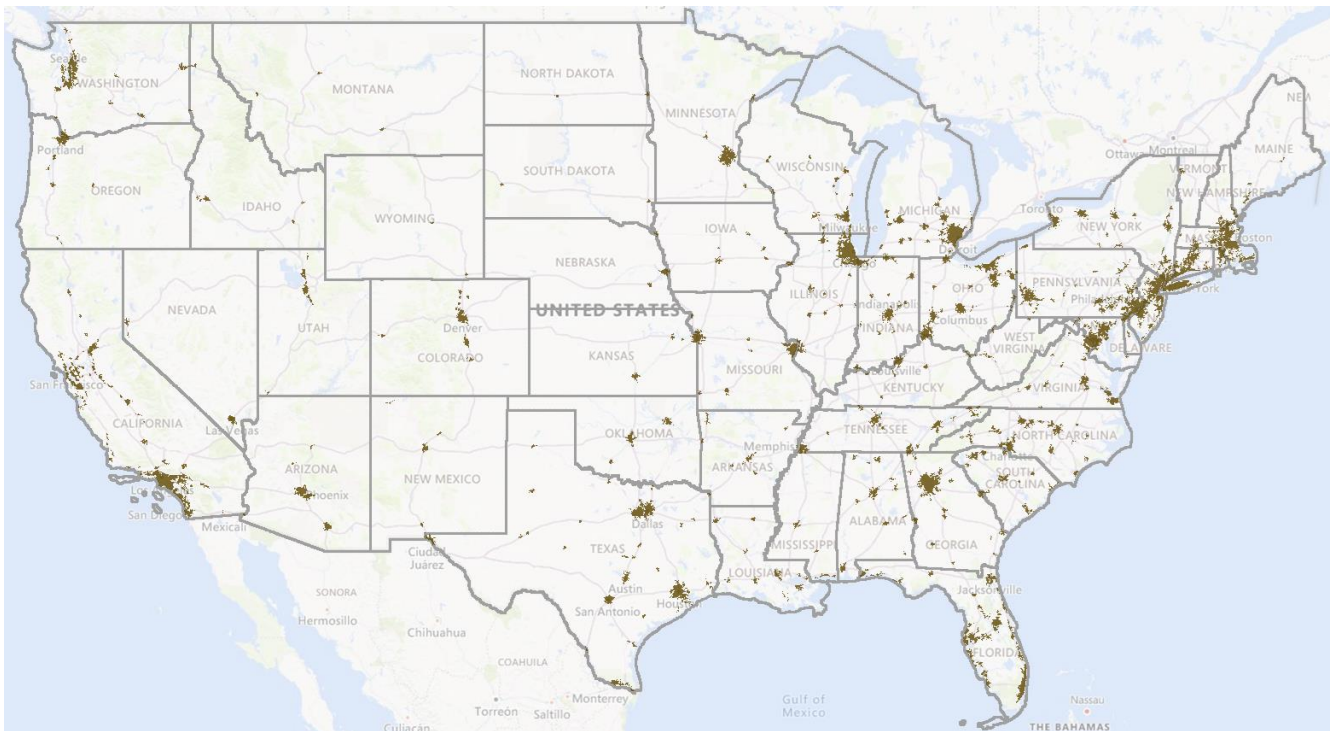 Seattle
WASHINGTON
MONTANA
NORTH DAKOTA
MINNESOTA
Ottawa
Montreal
MAINE
Portland
OREGON
IDAHO
SOUTH DAKOTA
WISCONSIN
VERMONT
NEW HAMPSHIRE
WYOMING
MICHIGAN
Toronto
NEW YORK
Milwaukee
IOWA
Detroit
MASS
Boston
Chicago
NEBRASKA
NEVADA
PENNSYLVANIA
OHIO
York
ILLINOIS
UNITED STATES
Indianapolis
Columbus
UTAH
Denver
INDIANA
WEST
VIRGINIA
DELAWARE
COLORADO
KANSAS
MISSOURI
Louisville
KENTUCKY
VIRGINIA
San Francisco
CALIFORNIA
Las Vegas
OKLAHOMA
TENNESSEE
NORTH CAROLINA
Memphis
Charlotte
ARIZONA
NEW MEXICO
ARKANSAS
SOUTH
CAROLINA
Los Angeles
Phoenix
San Diego
Mexicali
Dallas
ALABAMA
MISSISSIPPI
GEORGIA
TEXAS
Ciudad
Juárez
LOUISIANA
Jacksonville
Austin
SONORA
San Antonio
Houston
Hermosillo
Chihuahua
FLORIDA
COAHUILA
Monterrey
Gulf of
Mexico
Nassau
Torreón
Saltillo
Culiacán
THE BAHAMAS